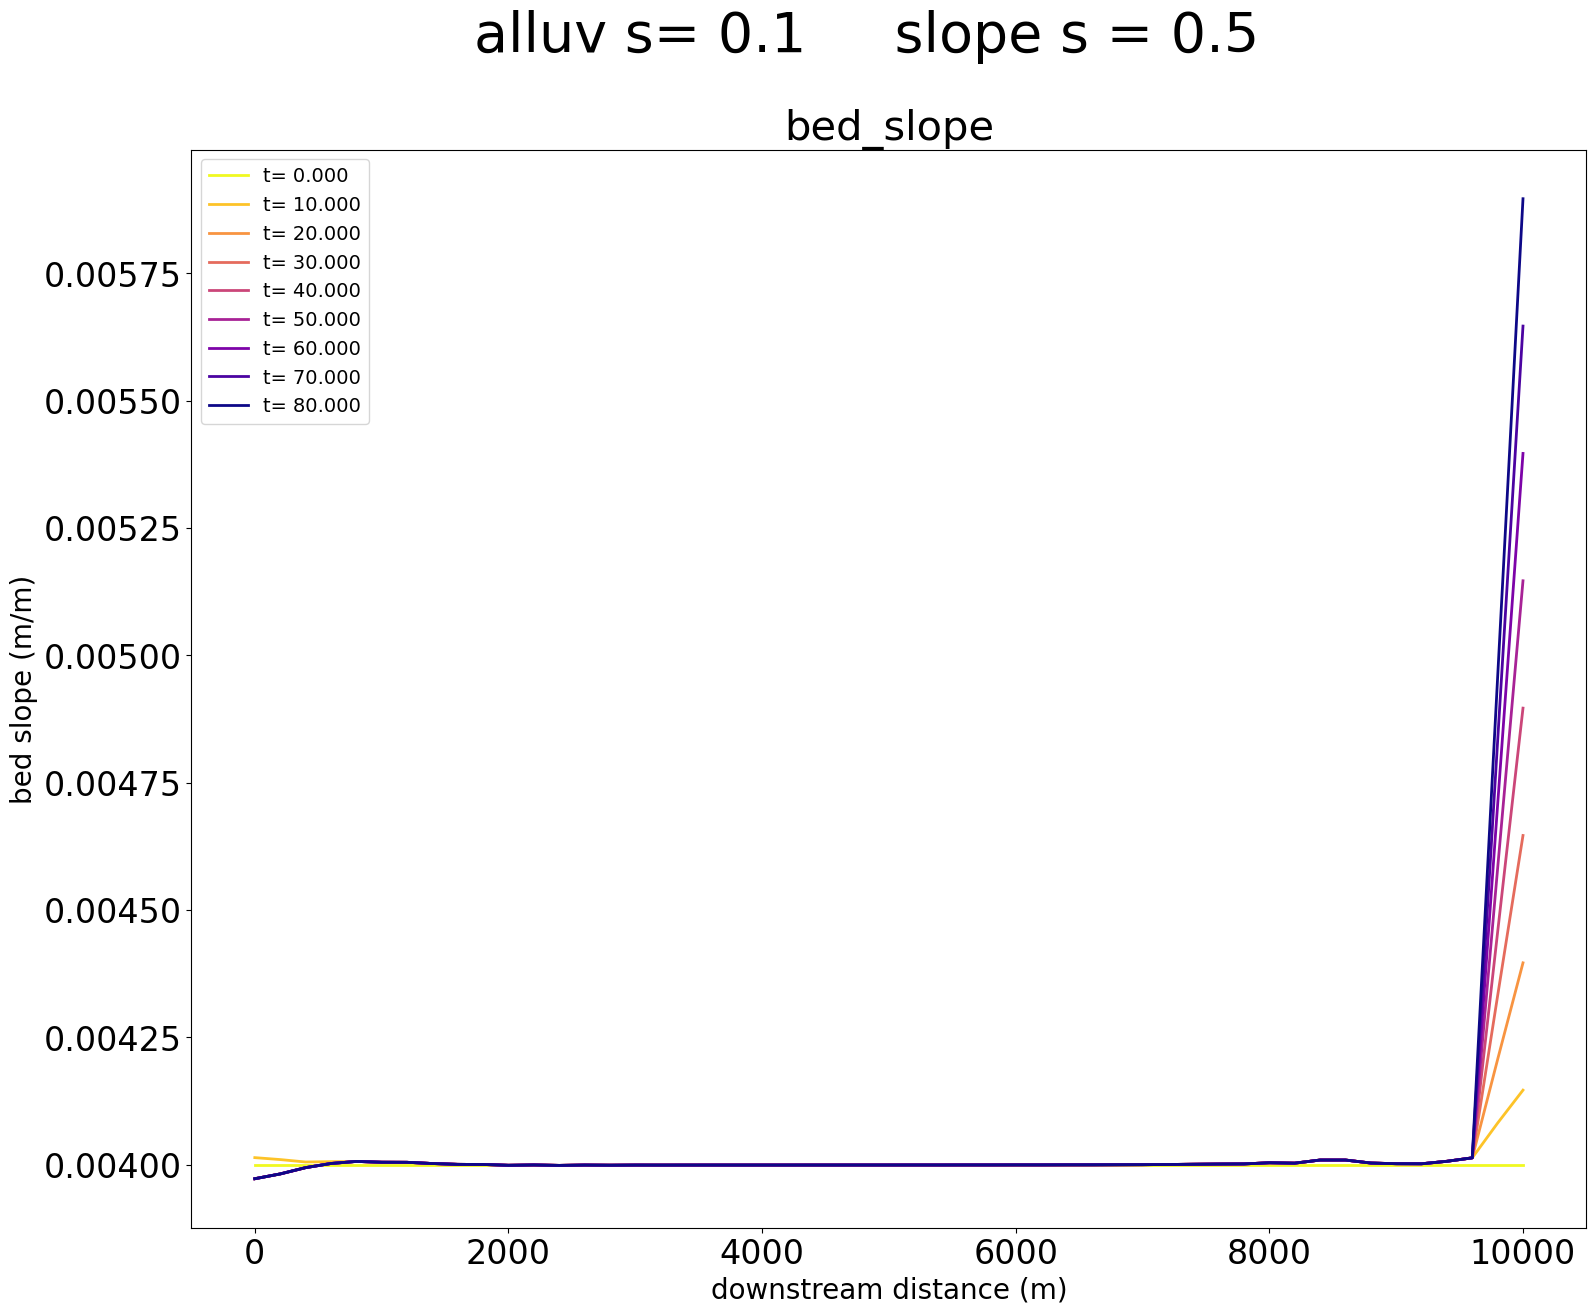 alluv s= 0.1 slope s = 0.5
bed_slope
t= 0.000
t= 10.000
t= 20.000
t= 30.000
t= 40.000
t= 50.000
t= 60.000
t= 70.000
t= 80.000
0.00575
0.00550
0.00525
0.00500
0.00475
0.00450
0.00425
0.00400
bed slope (m/m)
0 2000 4000 6000 8000 10000
downstream distance (m)